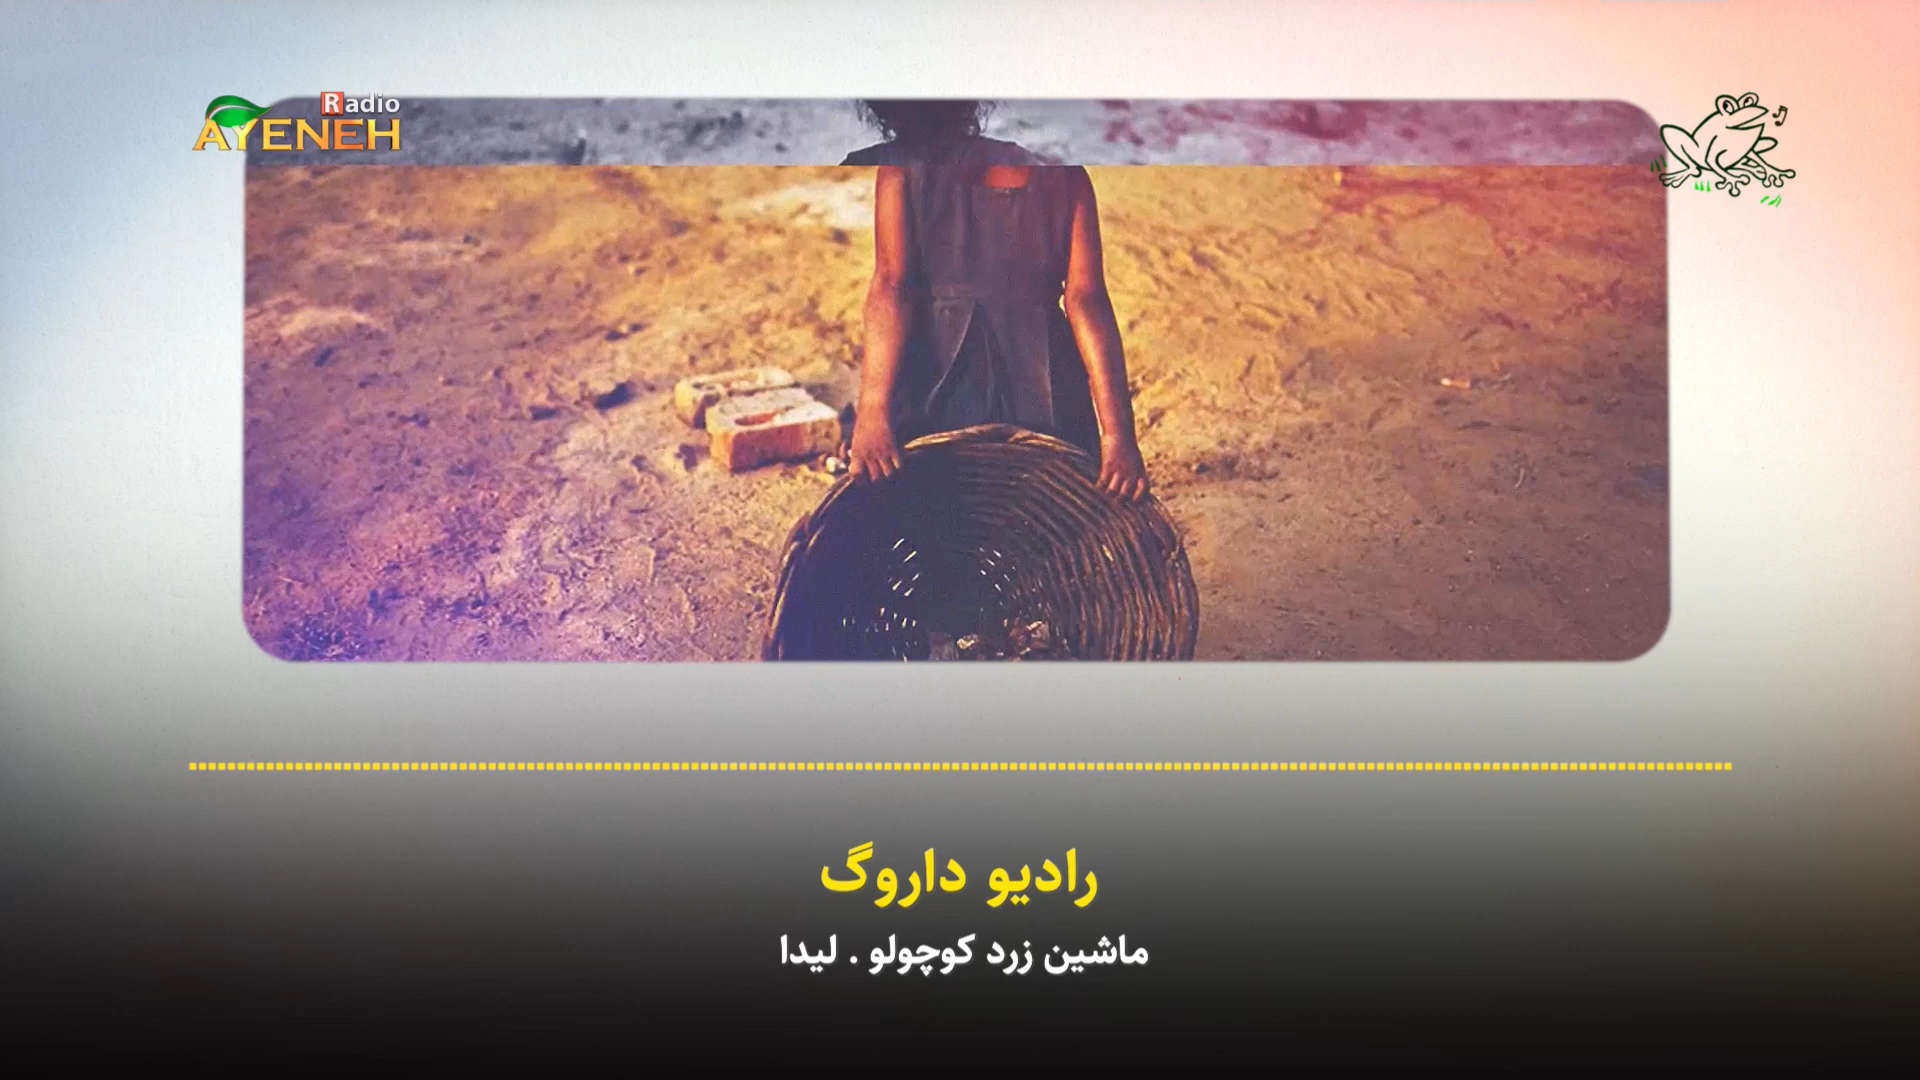 Radio
AYENEH
رادیو داروگ
ماشین زرد کوچولو . لیدا